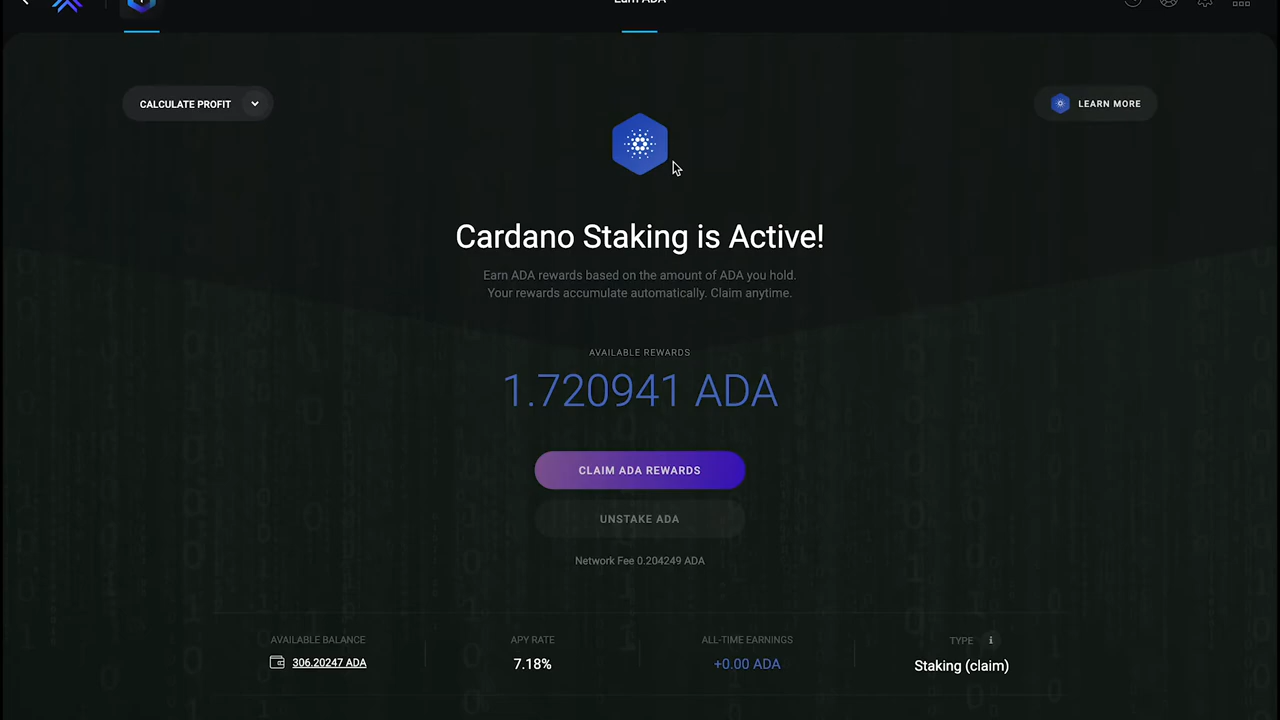 Earn ADA
CALCULATE PROFIT
LEARN MORE
Cardano Staking is Active!
Earn ADA rewards based on the amount of ADA you hold.
Your rewards accumulate automatically. Claim anytime.
AVAILABLE REWARDS
1.720941 ADA
CLAIM ADA REWARDS
UNSTAKE ADA
Network Fee 0.204249 ADA
AVAILABLE BALANCE
306.20247 ADA
APY RATE
7.18%
ALL-TIME EARNINGS
+0.00 ADA
TYPE i
Staking (claim)